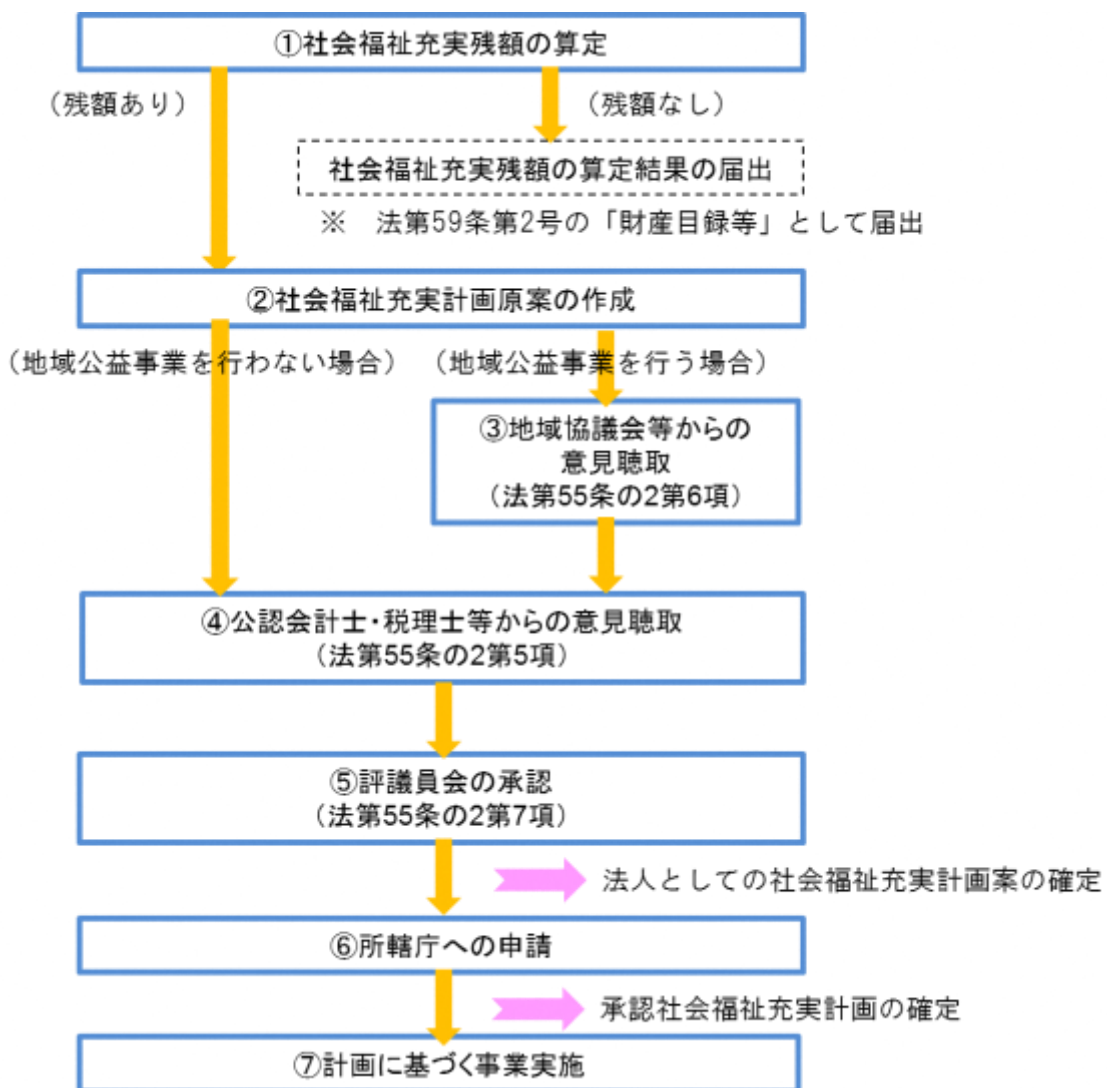 ①社会福祉充実残額の算定
（残額あり）
（残額なし）
社会福祉充実残額の算定結果の届出
※　法第59条第2号の「財産目録等」として届出
②社会福祉充実計画原案の作成
（地域公益事業を行わない場合）
（地域公益事業を行う場合）
③地域協議会等からの
意見聴取
（法第55条の2第6項）
④公認会計士・税理士等からの意見聴取
（法第55条の2第5項）
⑤評議員会の承認
（法第55条の2第7項）
法人としての社会福祉充実計画案の確定
⑥所轄庁への申請
承認社会福祉充実計画の確定
⑦計画に基づく事業実施